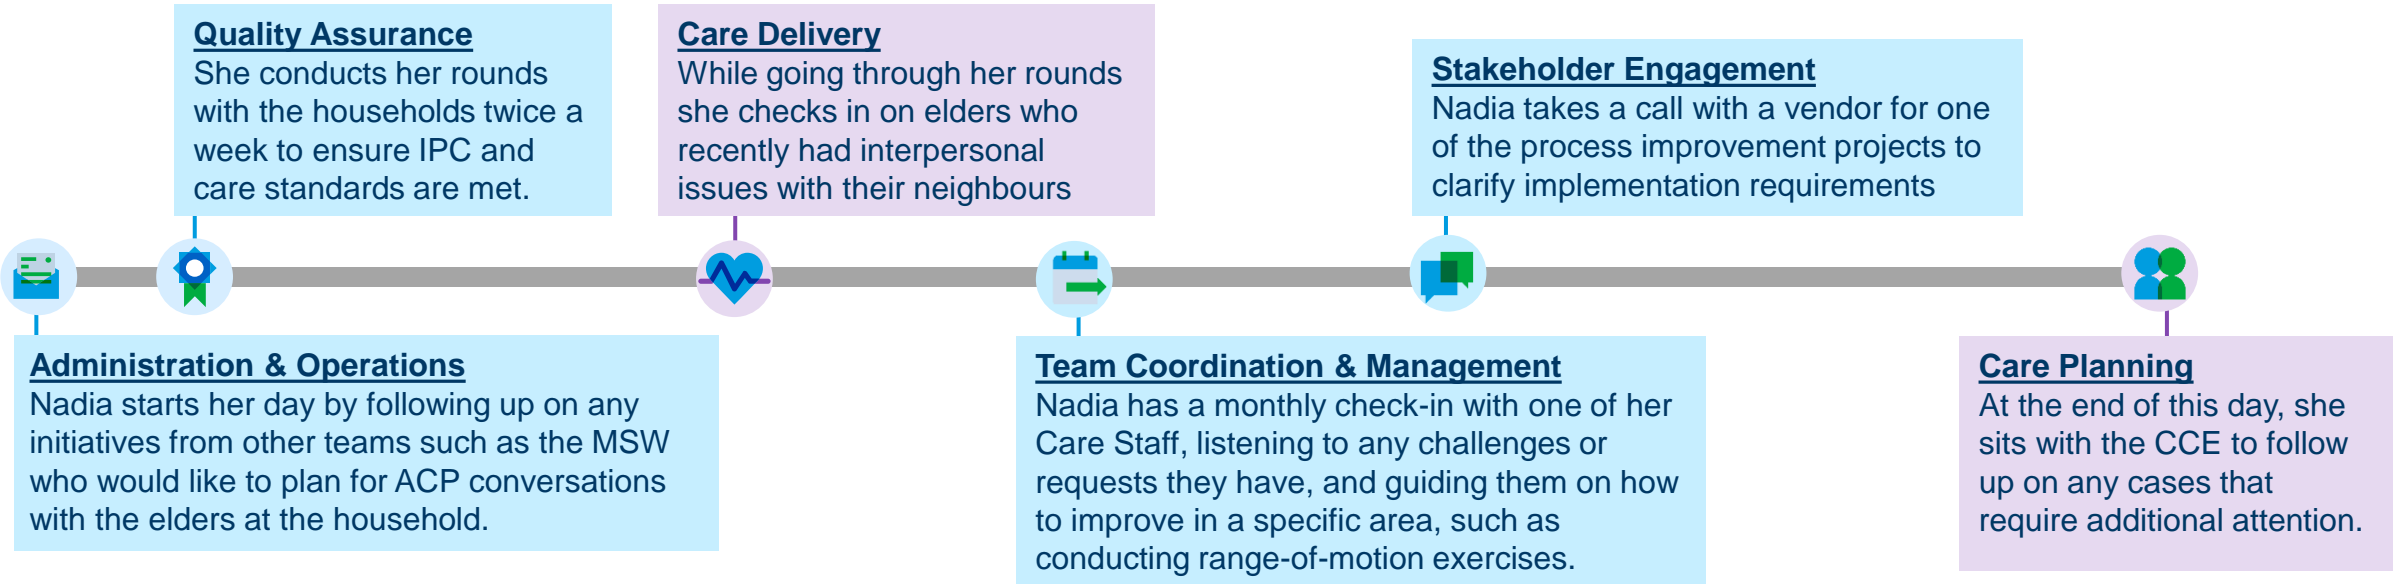 Quality Assurance
She conducts her rounds
with the households twice a
week to ensure IPC and
care standards are met.
Care Delivery
While going through her rounds
she checks in on elders who
recently had interpersonal
issues with their neighbours
Stakeholder Engagement
Nadia takes a call with a vendor for one
of the process improvement projects to
clarify implementation requirements
Administration & Operations
Nadia starts her day by following up on any
initiatives from other teams such as the MSW
who would like to plan for ACP conversations
with the elders at the household.
Team Coordination & Management
Nadia has a monthly check-in with one of her
Care Staff, listening to any challenges or
requests they have, and guiding them on how
to improve in a specific area, such as
conducting range-of-motion exercises.
Care Planning
At the end of this day, she
sits with the CCE to follow
up on any cases that
require additional attention.